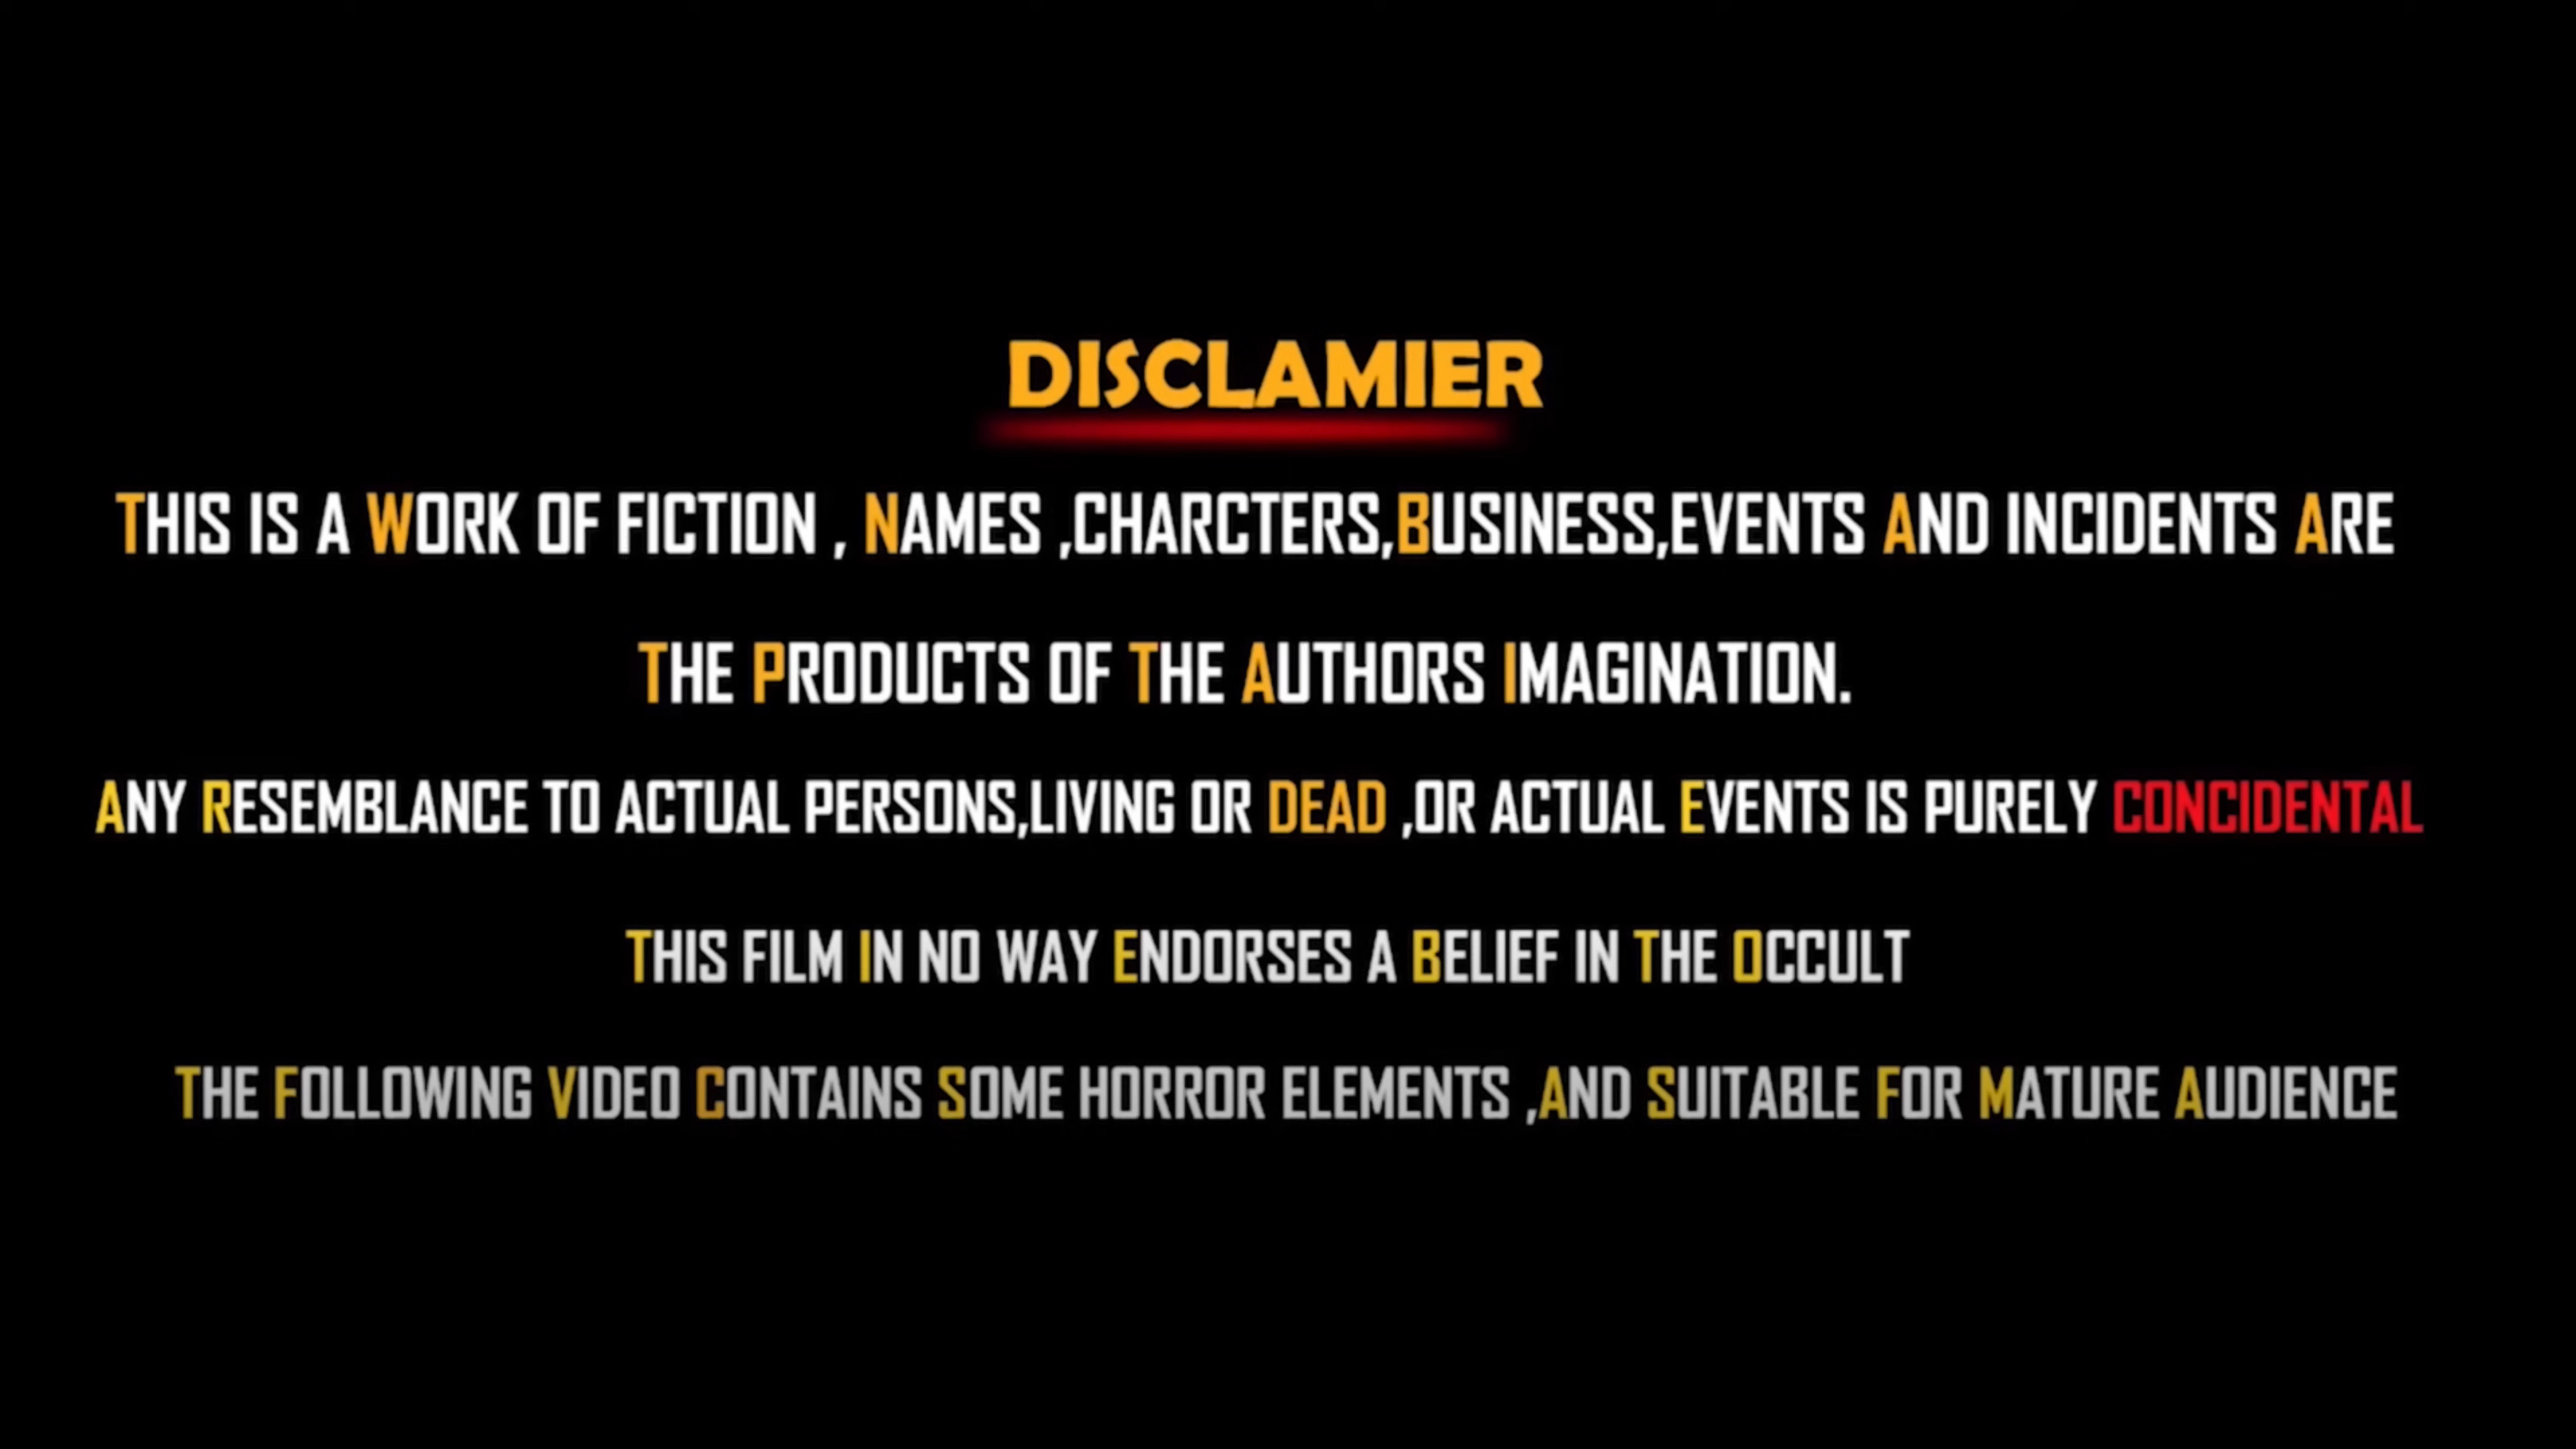 DISCLAMIER
THIS IS A WORK OF FICTION , NAMES ,CHARCTERS,BUSINESS,EVENTS AND INCIDENTS ARE
THE PRODUCTS OF THE AUTHORS IMAGINATION.
ANY RESEMBLANCE TO ACTUAL PERSONS,LIVING OR DEAD ,OR ACTUAL EVENTS IS PURELY CONCIDENTAL
THIS FILM IN NO WAY ENDORSES A BELIEF IN THE OCCULT
THE FOLLOWING VIDEO CONTAINS SOME HORROR ELEMENTS ,AND SUITABLE FOR MATURE AUDIENCE